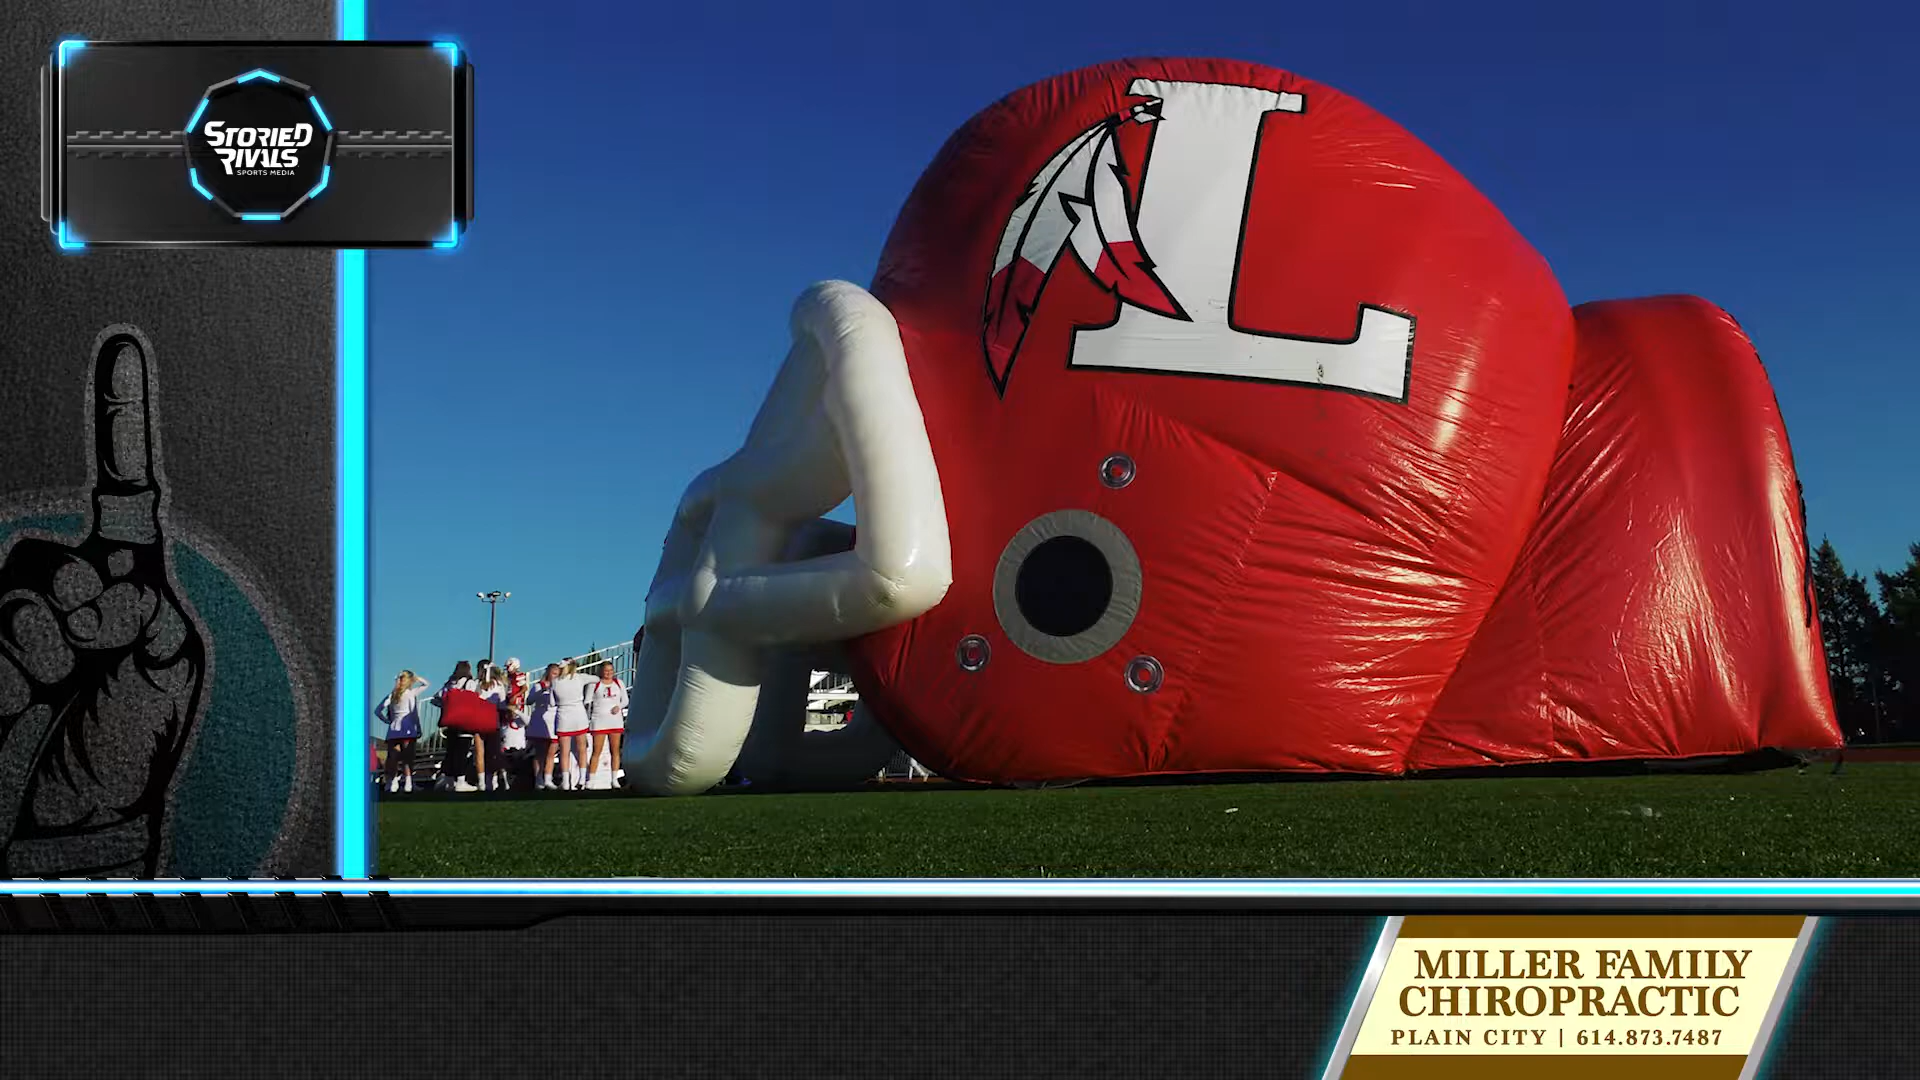 STORIED
RIVALS
SPORTS MEDIA
L
MILLER FAMILY
CHIROPRACTIC
PLAIN CITY | 614.873.7487